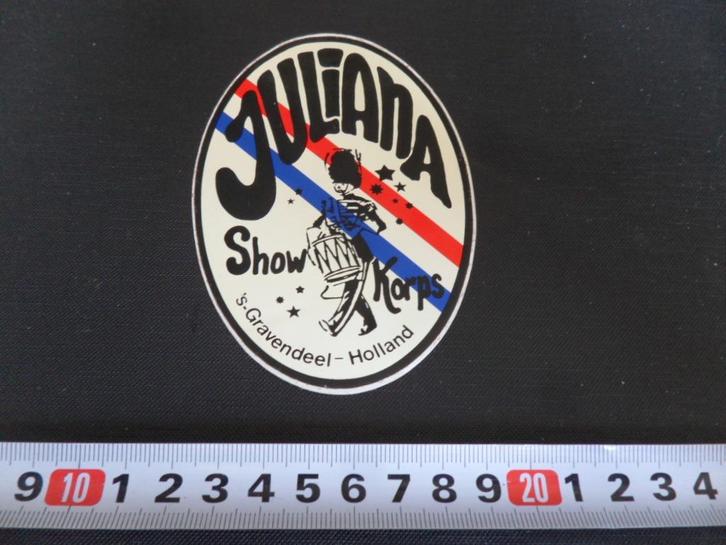 JULiANA
Show Korps
's-Gravendeel - Holland
9 10 1 2 3 4 5 6 7 8 9 20 1 2 3 4